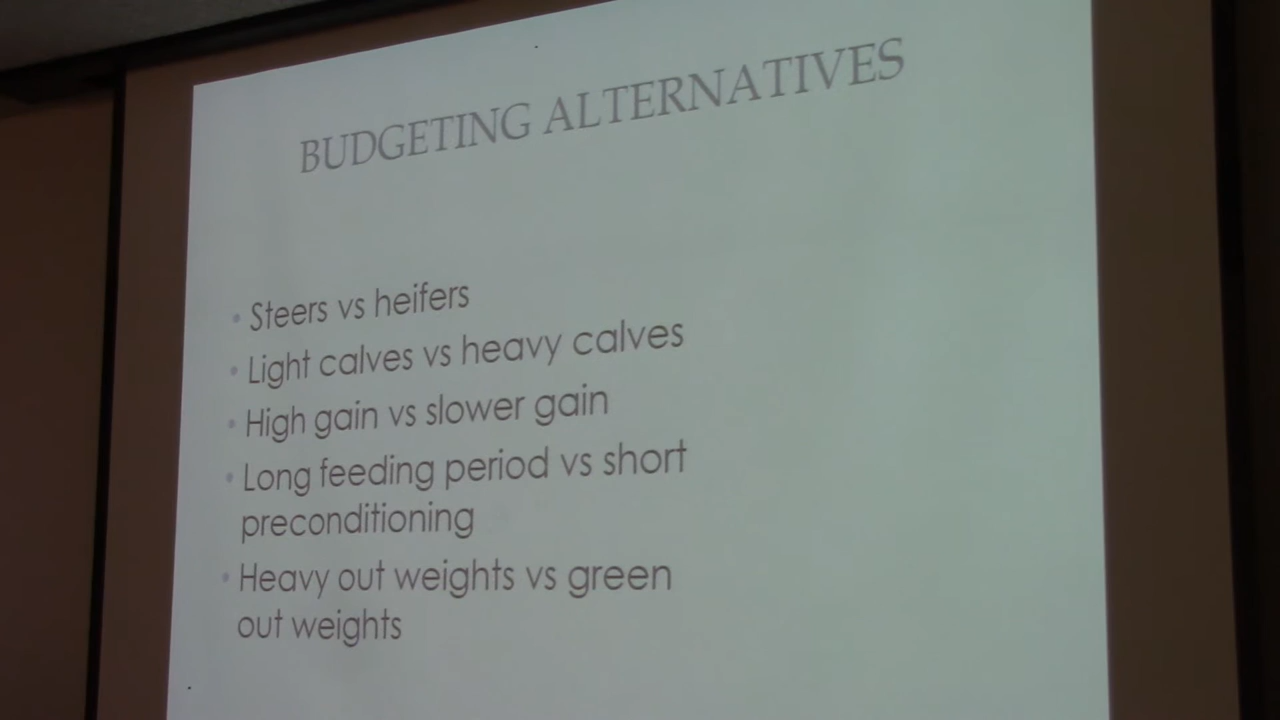 BUDGETING ALTERNATIVES
• Steers vs heifers
• Light calves vs heavy calves
• High gain vs slower gain
• Long feeding period vs short
preconditioning
• Heavy out weights vs green
out weights